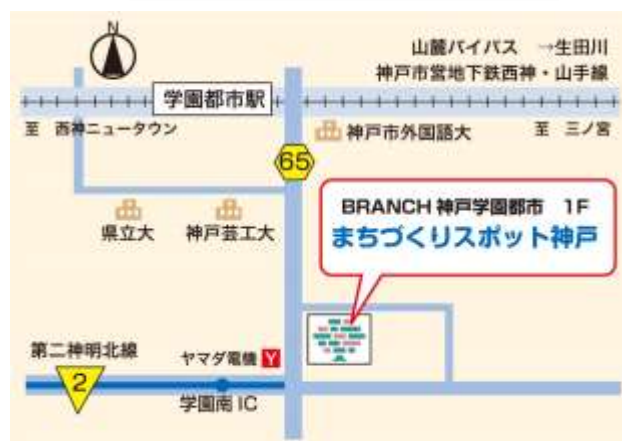 N
山麓バイパス →生田川
神戸市営地下鉄西神・山手線
学園都市駅
至 西神ニュータウン
神戸市外国語大
至 三ノ宮
65
県立大
神戸芸工大
BRANCH 神戸学園都市 1F
まちづくりスポット神戸
第二神明北線
2
ヤマダ電機 Y
学園南 IC